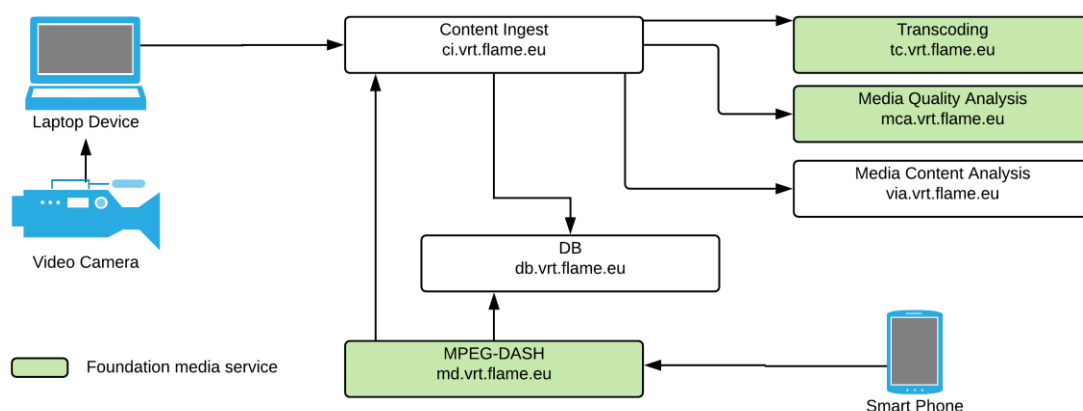 Content Ingest
ci.vrt.flame.eu
Transcoding
tc.vrt.flame.eu
Laptop Device
Media Quality Analysis
mca.vrt.flame.eu
Media Content Analysis
via.vrt.flame.eu
Video Camera
DB
db.vrt.flame.eu
MPEG-DASH
md.vrt.flame.eu
Foundation media service
Smart Phone